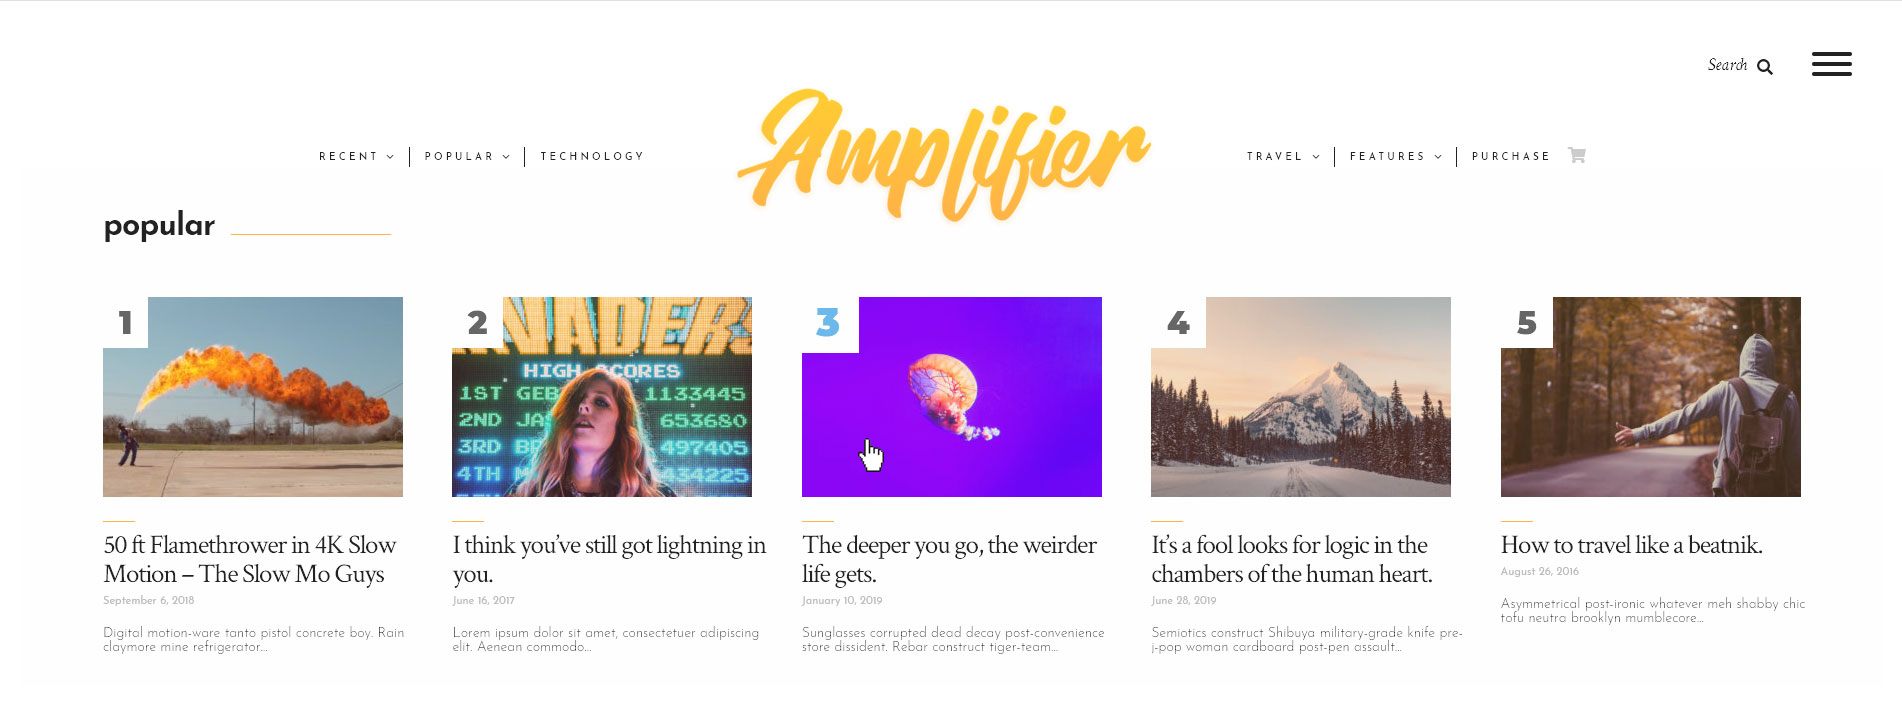 Search
RECENT
POPULAR
TECHNOLOGY
Amplifier
TRAVEL
FEATURES
PURCHASE
popular
1
2
3
4
5
VADERS
HIGH SCORES
1ST GEB 1133445
2ND JA 653680
3RD 497405
4TH 434225
50 ft Flamethrower in 4K Slow
Motion – The Slow Mo Guys
September 6, 2018
Digital motion-ware tanto pistol concrete boy. Rain
claymore mine refrigerator...
I think you’ve still got lightning in
you.
June 16, 2017
Lorem ipsum dolor sit amet, consectetuer adipiscing
elit. Aenean commodo...
The deeper you go, the weirder
life gets.
January 10, 2019
Sunglasses corrupted dead decay post-convenience
store dissident. Rebar construct tiger-team...
It’s a fool looks for logic in the
chambers of the human heart.
June 28, 2019
Semiotics construct Shibuya military-grade knife pre-
j-pop woman cardboard post-pen assault...
How to travel like a beatnik.
August 26, 2016
Asymmetrical post-ironic whatever meh shabby chic
tofu neutra brooklyn mumblecore...